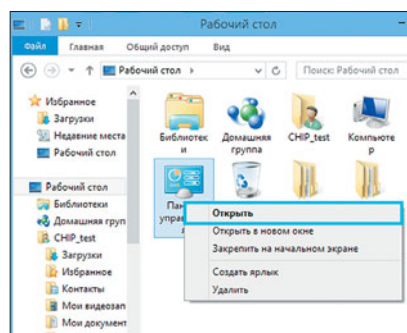 Рабочий стол
Файл
Главная
Общий доступ
Вид
Рабочий стол
Поиск: Рабочий стол
Избранное
Загрузки
Недавние места
Рабочий стол
Рабочий стол
Библиотеки
Домашняя груп
CHIP_test
Загрузки
Избранное
Контакты
Мои видеозап
Мои документ
Библиотек
и
Домашняя
группа
CHIP_test
Компьюте
р
Пан
управ
л
Открыть
Открыть в новом окне
Закрепить на начальном экране
Создать ярлык
Удалить